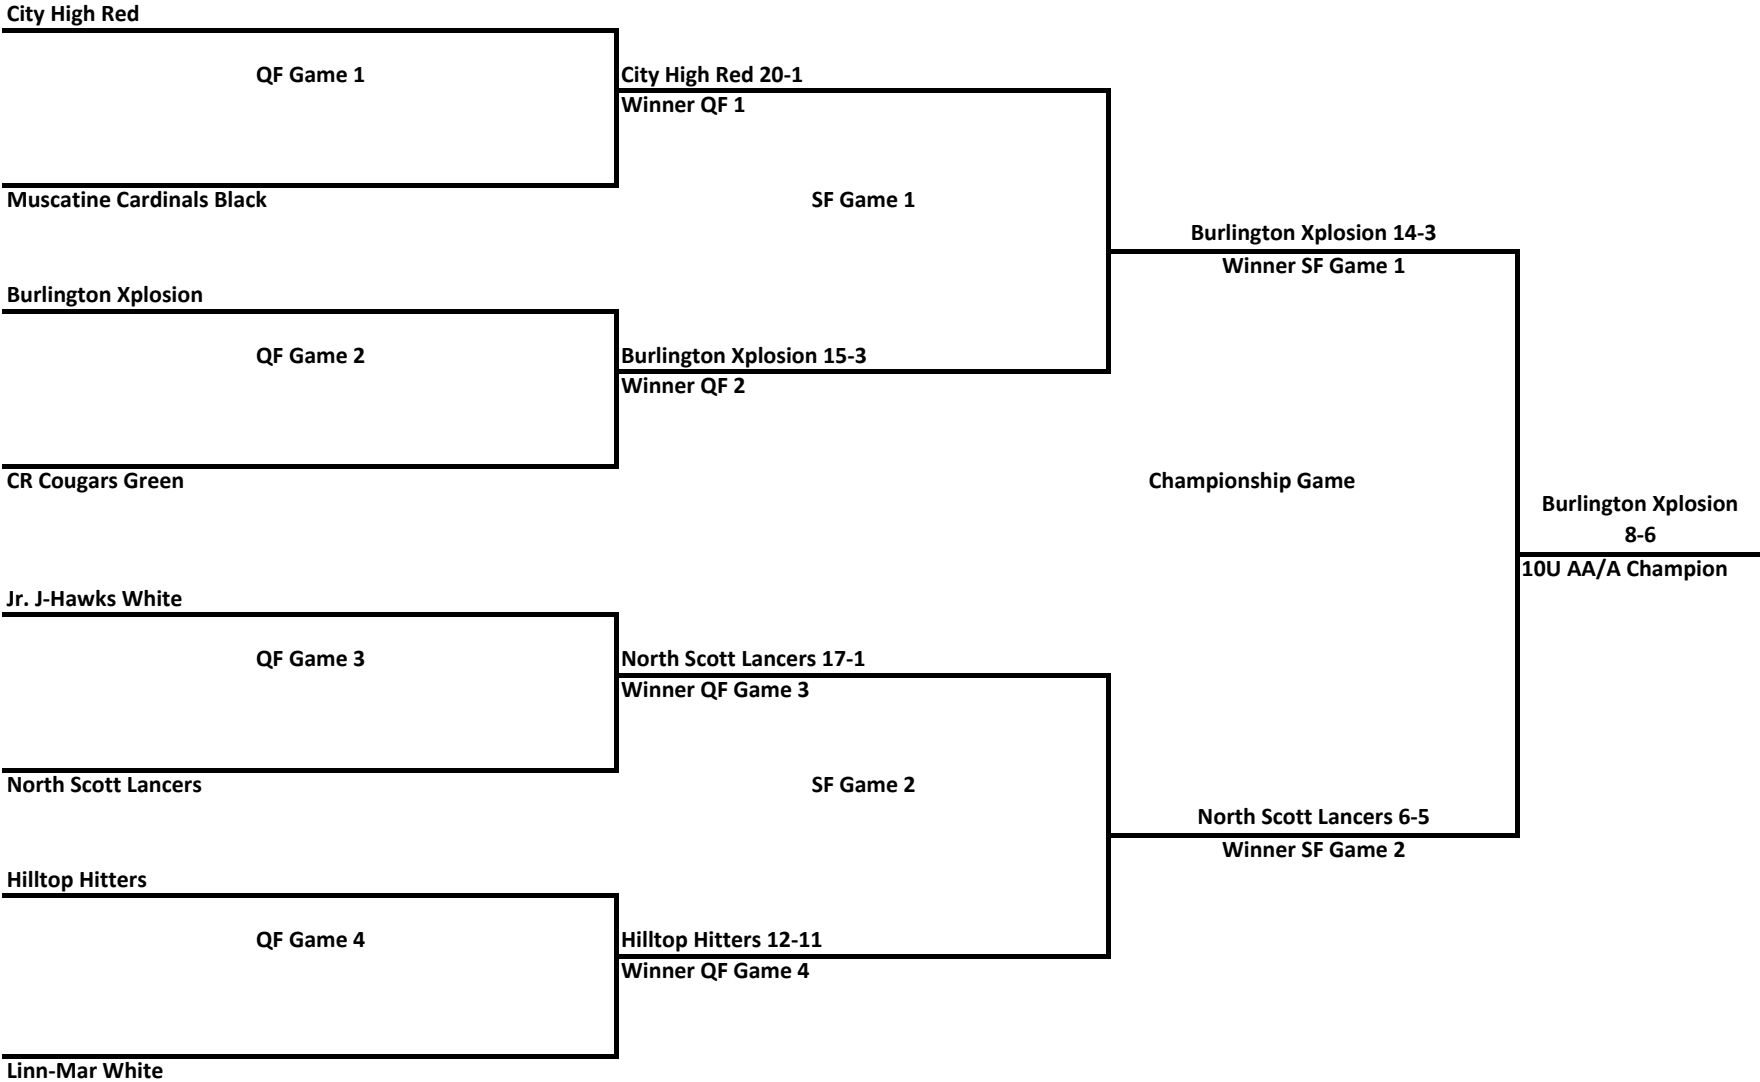 City High Red
QF Game 1
City High Red 20-1
Winner QF 1
Muscatine Cardinals Black
SF Game 1
Burlington Xplosion 14-3
Winner SF Game 1
Burlington Xplosion
QF Game 2
Burlington Xplosion 15-3
Winner QF 2
CR Cougars Green
Championship Game
Burlington Xplosion
8-6
10U AA/A Champion
Jr. J-Hawks White
QF Game 3
North Scott Lancers 17-1
Winner QF Game 3
North Scott Lancers
SF Game 2
North Scott Lancers 6-5
Winner SF Game 2
Hilltop Hitters
QF Game 4
Hilltop Hitters 12-11
Winner QF Game 4
Linn-Mar White